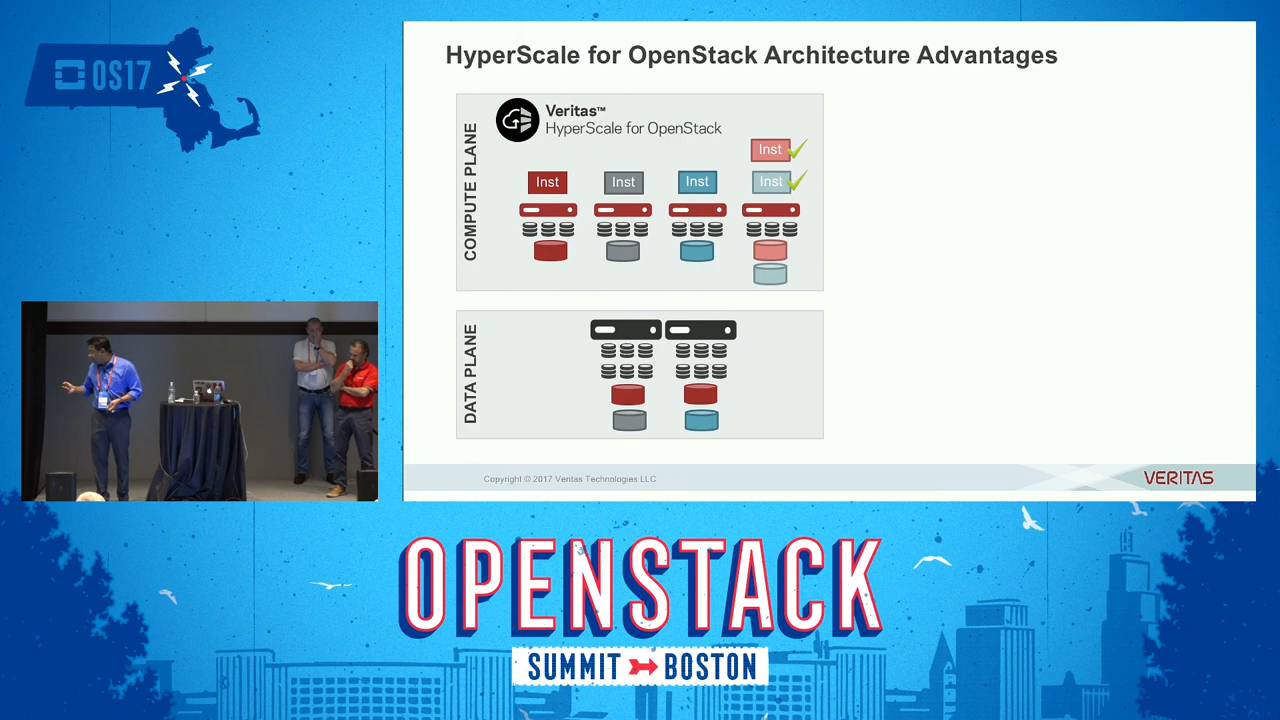 OS17
HyperScale for OpenStack Architecture Advantages
COMPUTE PLANE
Veritas™
HyperScale for OpenStack
Inst
Inst
Inst
Inst
Inst
DATA PLANE
Copyright © 2017 Veritas Technologies LLC
VERITAS
OPENSTACK
SUMMIT BOSTON